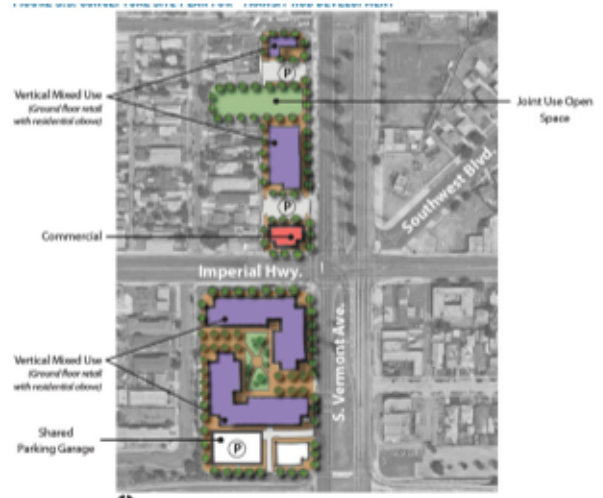 P
Vertical Mixed Use
(Ground floor retail
with residential above)
Joint Use Open
Space
Southwest Blvd.
P
Commercial
Imperial Hwy.
S. Vermont Ave.
Vertical Mixed Use
(Ground floor retail
with residential above)
Shared
Parking Garage
P